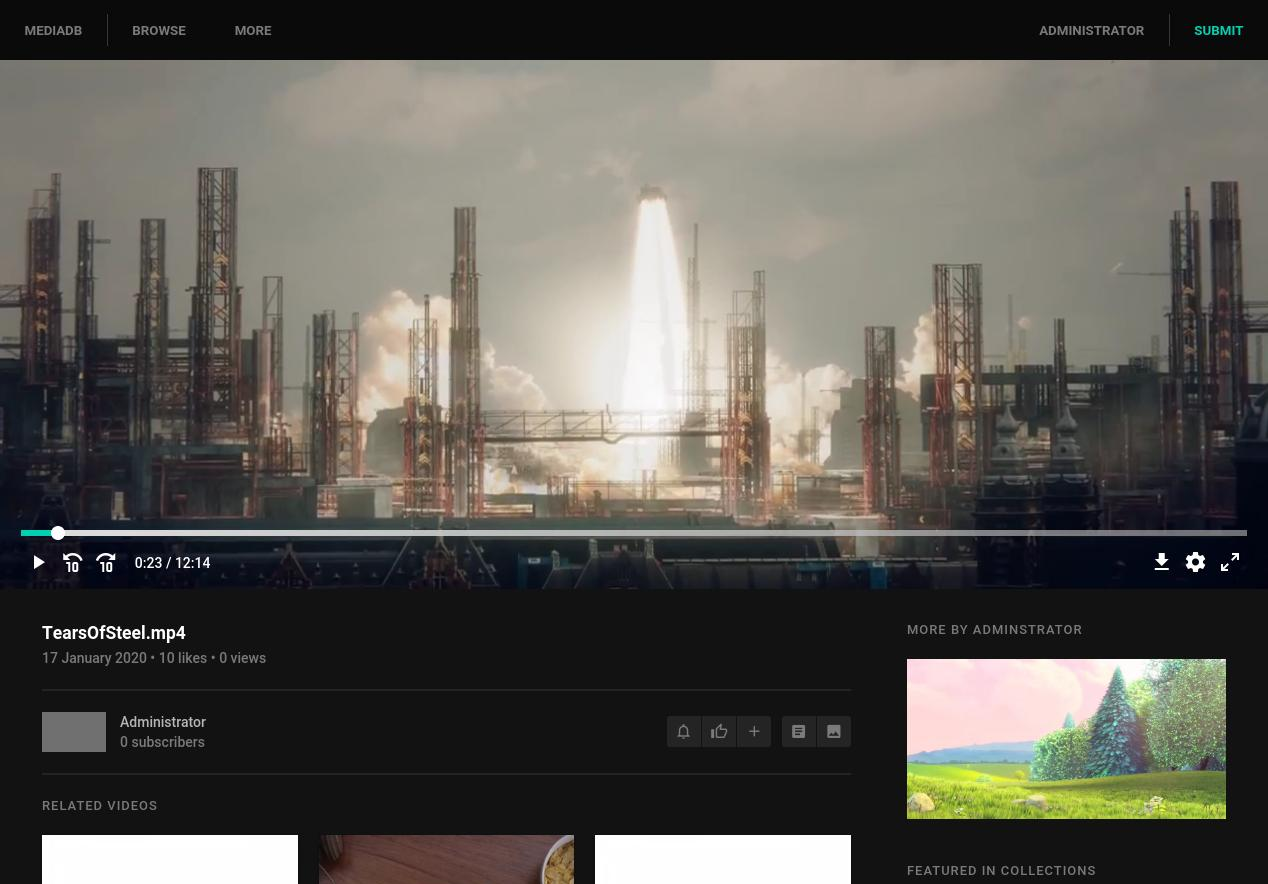 MEDIADB
BROWSE
MORE
ADMINISTRATOR
SUBMIT
10
10
0:23 / 12:14
TearsOfSteel.mp4
17 January 2020 • 10 likes • 0 views
Administrator
0 subscribers
RELATED VIDEOS
MORE BY ADMINSTRATOR
FEATURED IN COLLECTIONS